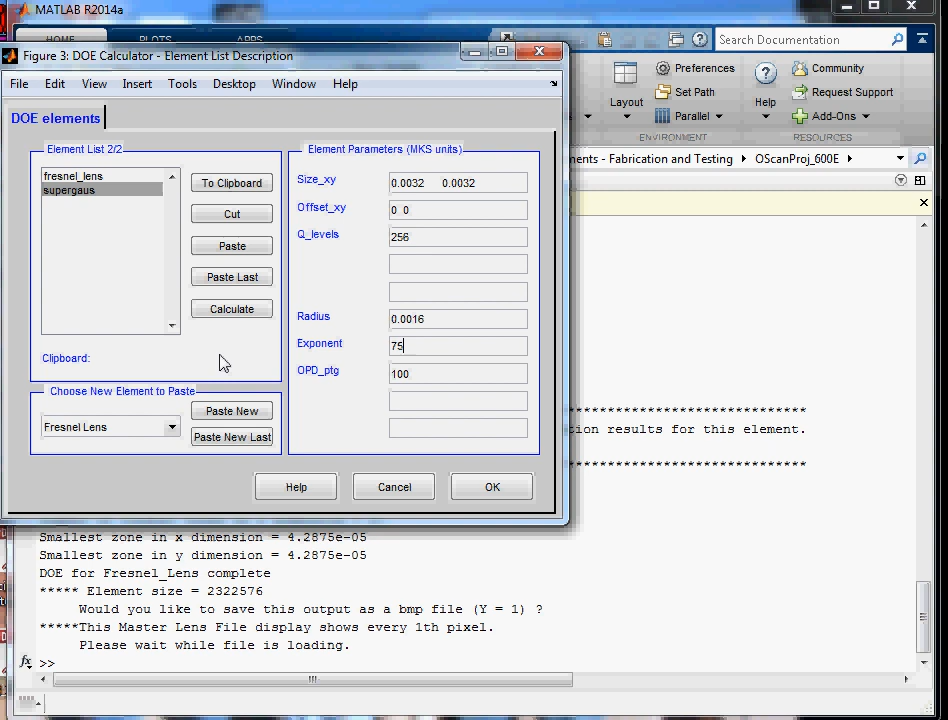 MATLAB R2014a
HOME PLOTS APPS
Search Documentation
Figure 3: DOE Calculator - Element List Description
File Edit View Insert Tools Desktop Window Help
Preferences
Set Path
Parallel
Layout
Help
Community
Request Support
Add-Ons
ENVIRONMENT
RESOURCES
ments - Fabrication and Testing OScanProj_600E
DOE elements
Element List 2/2
fresnel_lens
supergaus
To Clipboard
Cut
Paste
Paste Last
Calculate
Clipboard:
Choose New Element to Paste
Fresnel Lens
Paste New
Paste New Last
Element Parameters (MKS units)
Size_xy 0.0032 0.0032
Offset_xy 0 0
Q_levels 256
Radius 0.0016
Exponent 75
OPD_ptg 100
Help Cancel OK
******************************
ion results for this element.
******************************
Smallest zone in x dimension = 4.2875e-05
Smallest zone in y dimension = 4.2875e-05
DOE for Fresnel_Lens complete
***** Element size = 2322576
Would you like to save this output as a bmp file (Y = 1) ?
*****This Master Lens File display shows every 1th pixel.
Please wait while file is loading.
fx >>